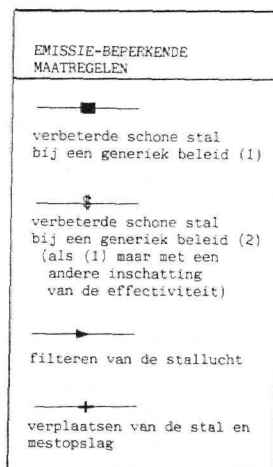 EMISSIE-BEPERKENDE
MAATREGELEN
verbeterde schone stal
bij een generiek beleid (1)
$
verbeterde schone stal
bij een generiek beleid (2)
(als (1) maar met een
andere inschatting
van de effectiviteit)
filteren van de stallucht
verplaatsen van de stal en
mestopslag